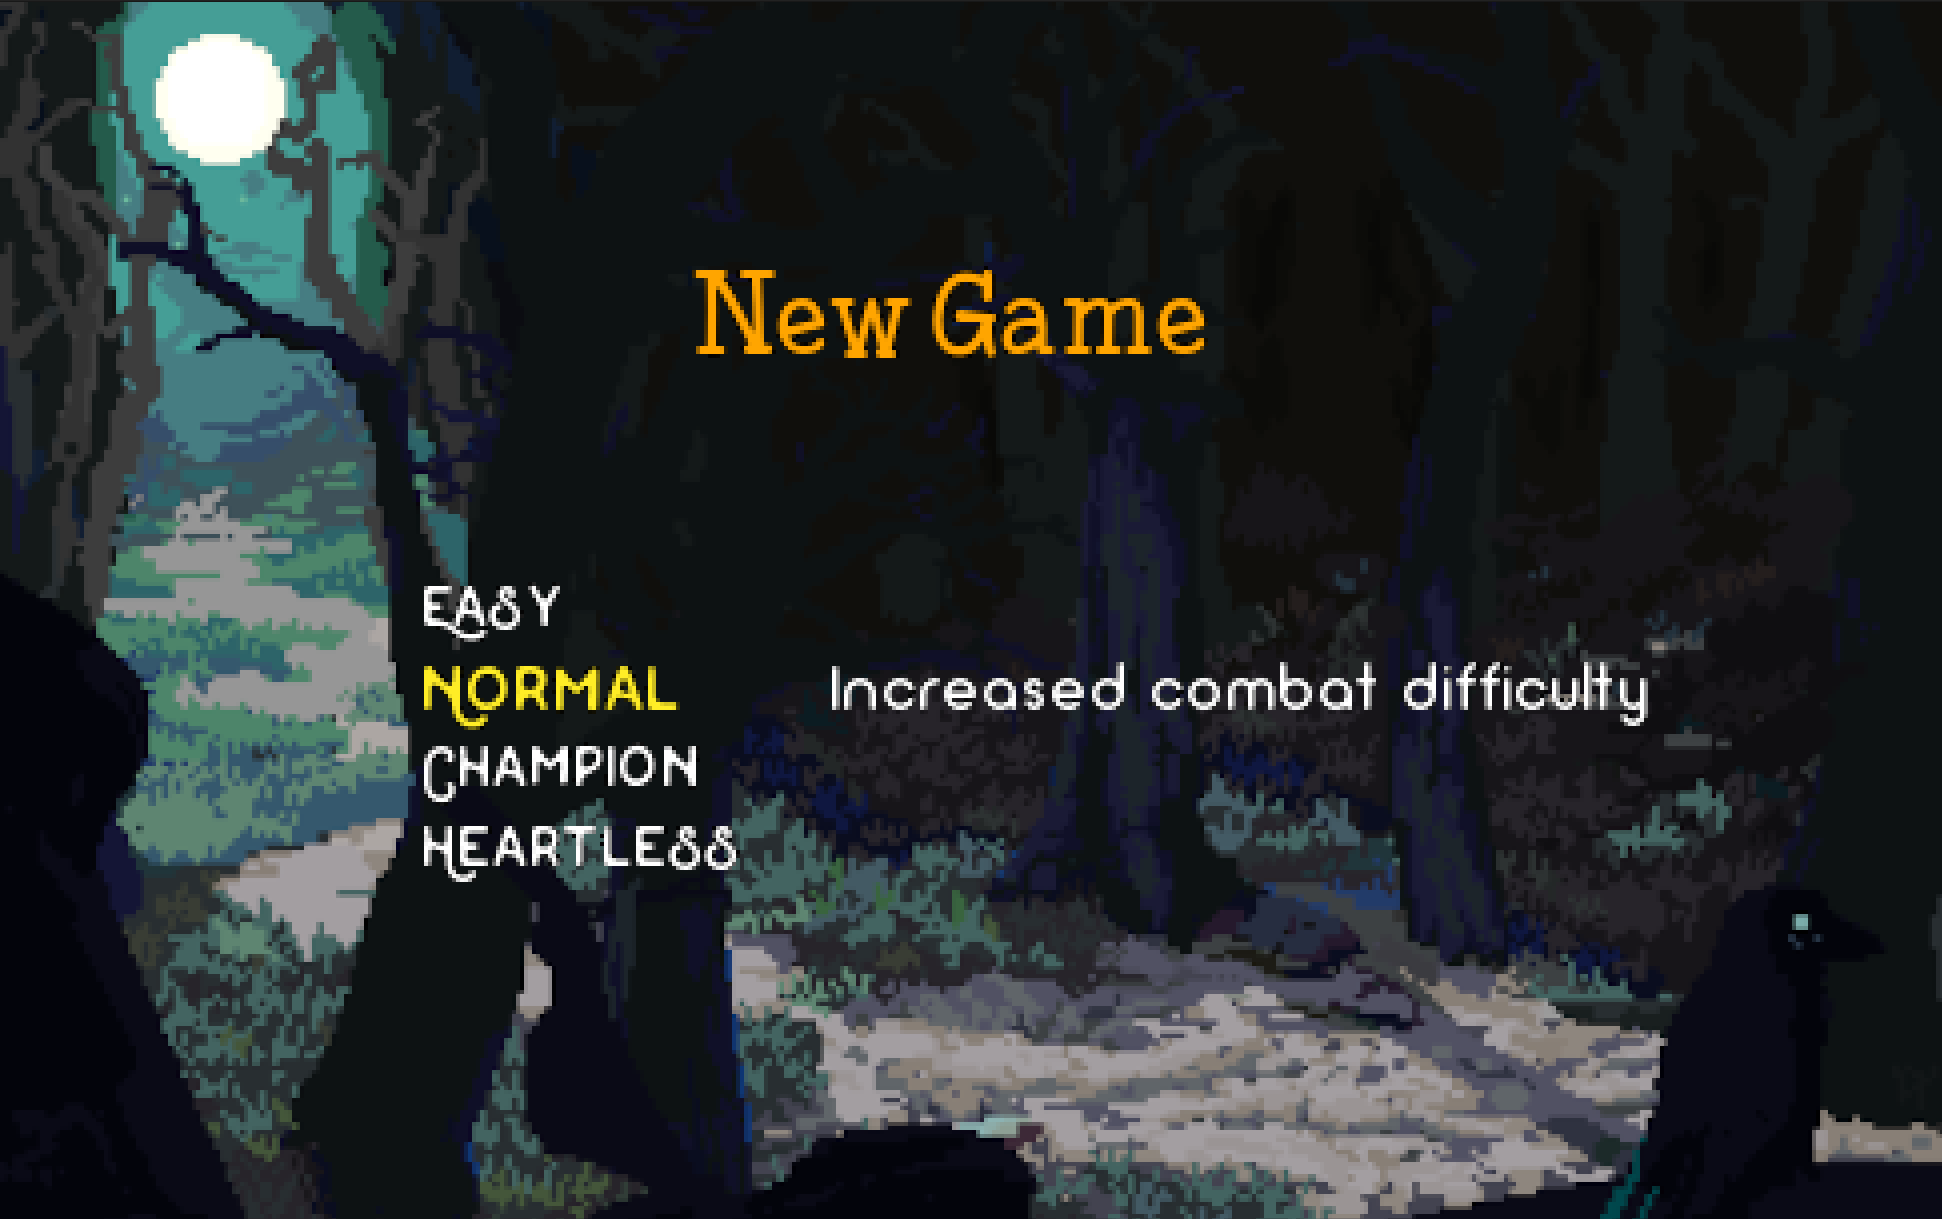 New Game
EASY
NORMAL Increased combat difficulty
CHAMPION
HEARTLESS